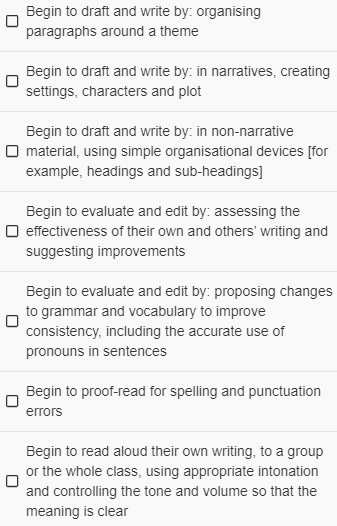 Begin to draft and write by: organising
paragraphs around a theme
Begin to draft and write by: in narratives, creating
settings, characters and plot
Begin to draft and write by: in non-narrative
material, using simple organisational devices [for
example, headings and sub-headings]
Begin to evaluate and edit by: assessing the
effectiveness of their own and others’ writing and
suggesting improvements
Begin to evaluate and edit by: proposing changes
to grammar and vocabulary to improve
consistency, including the accurate use of
pronouns in sentences
Begin to proof-read for spelling and punctuation
errors
Begin to read aloud their own writing, to a group
or the whole class, using appropriate intonation
and controlling the tone and volume so that the
meaning is clear